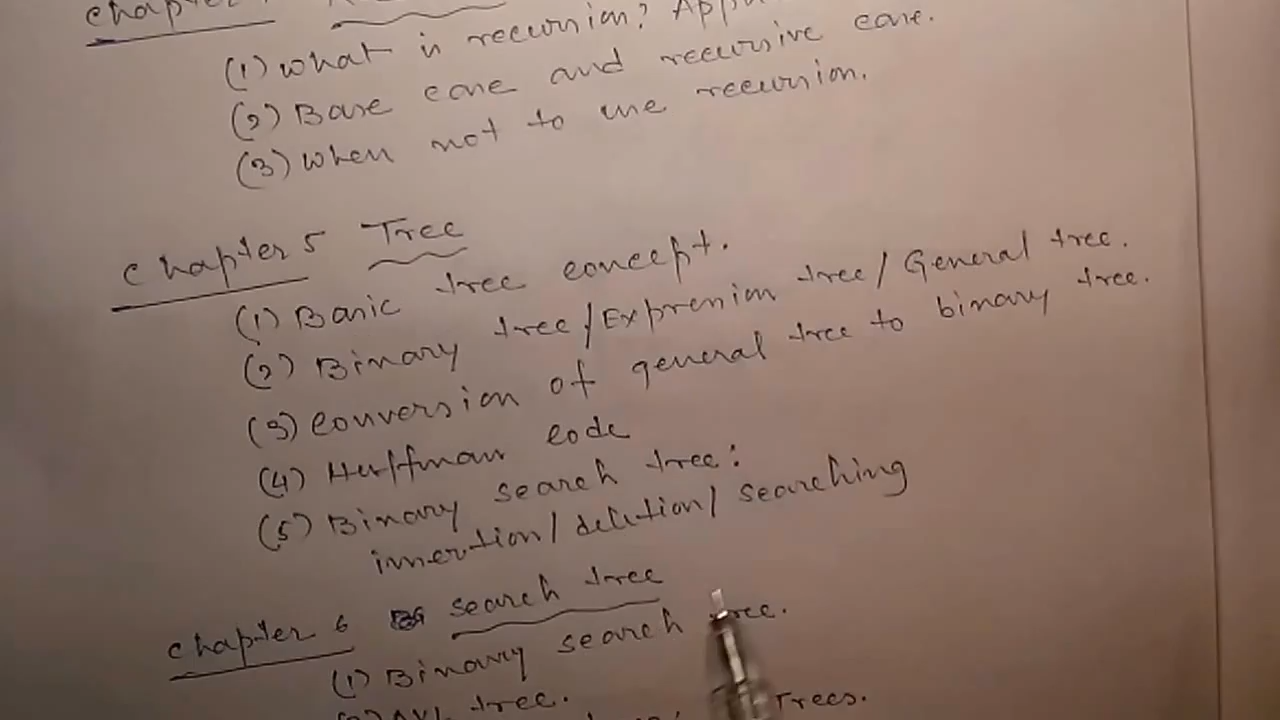 Chapter
(1) What is recursion? App
(2) Base case and recursive case.
(3) When not to use recursion.
Chapter 5 Tree
(1) Basic tree concept.
(2) Binary tree/Expression tree/General tree.
(3) Conversion of general tree to binary tree.
(4) Huffman code
(5) Binary search tree:
insertion/deletion/searching
Chapter 6 search tree
(1) Binary search tree.
AVL tree. Trees.